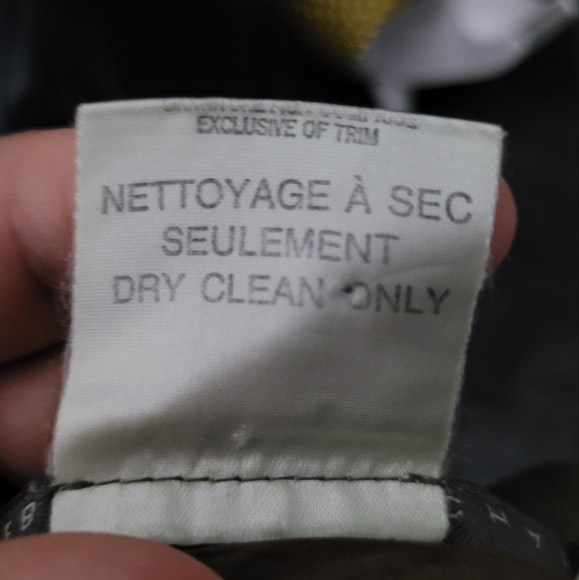 EXCLUSIVE OF TRIM
NETTOYAGE À SEC
SEULEMENT
DRY CLEAN ONLY